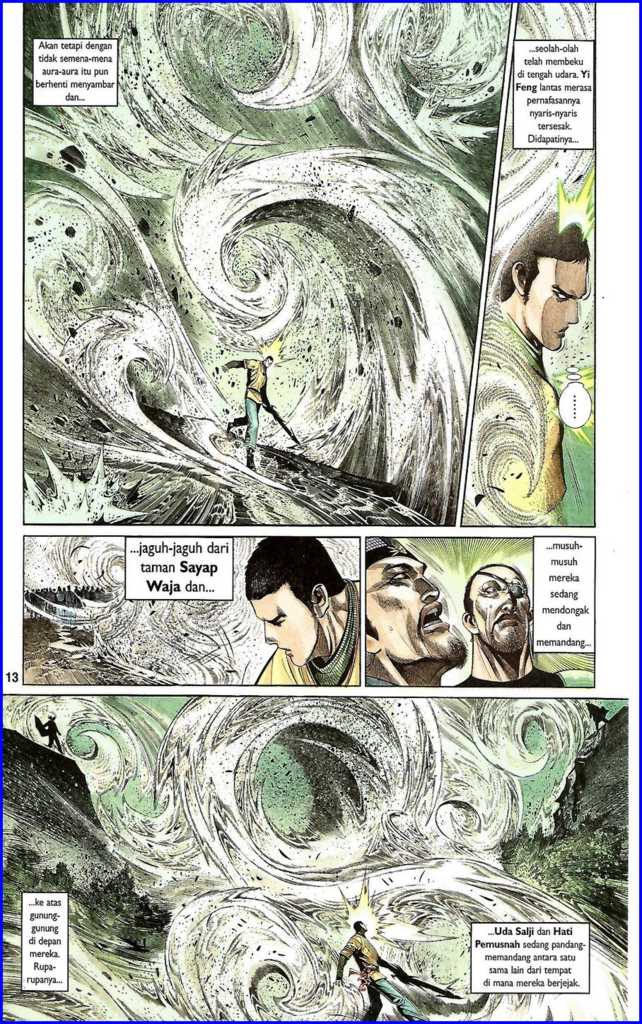 Akan tetapi dengan
tidak semena-mena
aura-aura itu pun
berhenti menyambar
dan...
...seolah-olah
telah membeku
di tengah udara. Yi
Feng lantas merasa
pernafasannya
nyaris-nyaris
tersesak.
Didapatinya...
......
...jaguh-jaguh dari
taman Sayap
Waja dan...
...musuh-
musuh
mereka
sedang
mendongak
dan
memandang...
13
...ke atas
gunung-
gunung
di depan
mereka.
Rupa-
rupanya...
...Uda Salji dan Hati
Pemusnah sedang pandang-
memandang antara satu
sama lain dari tempat
di mana mereka berjejak.